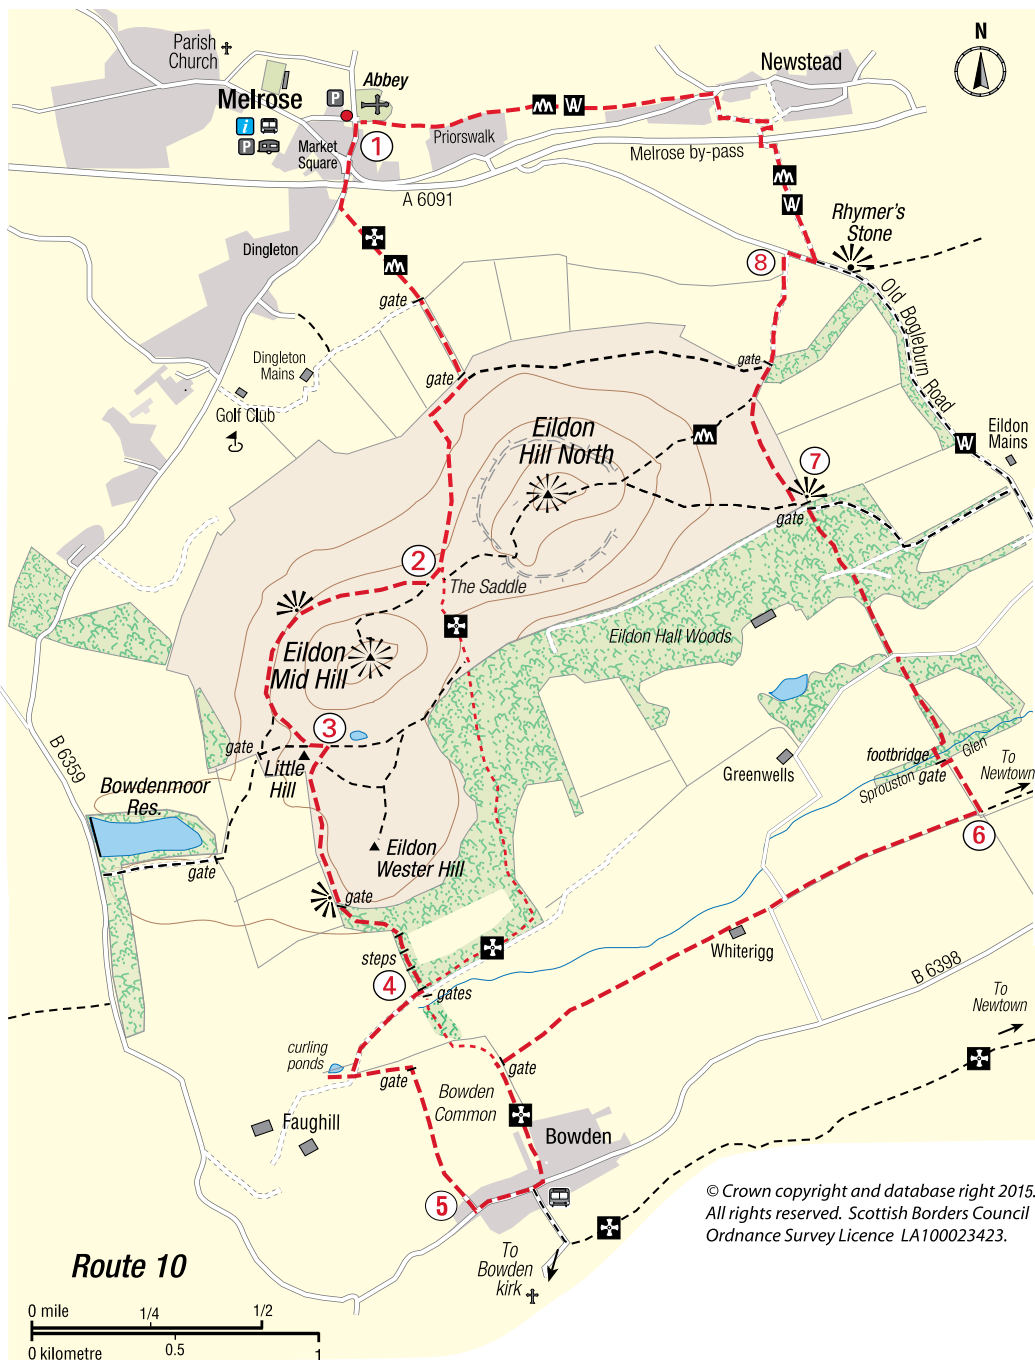 Parish
Church
Abbey
P
Melrose
i
P
Market
Square
1
Priorswalk
W
Newstead
N
Melrose by-pass
A 6091
W
Rhymer's
Stone
Dingleton
8
gate
Old Bogleburn Road
Dingleton
Mains
gate
gate
Golf Club
Eildon
Hill North
Eildon
Mains
W
7
gate
2
The Saddle
Eildon Hall Woods
Eildon
Mid Hill
3
gate
Little
Hill
B 6359
Bowdenmoor
Res.
Greenwells
footbridge
Glen
Sprouston
gate
To
Newtown
6
Eildon
Wester Hill
gate
gate
steps
Whiterigg
B 6398
4
gates
To
Newtown
curling
ponds
gate
gate
Bowden
Common
Faughill
Bowden
5
To
Bowden
kirk
© Crown copyright and database right 2015.
All rights reserved. Scottish Borders Council
Ordnance Survey Licence LA100023423.
Route 10
0 mile 1/4 1/2
0 kilometre 0.5 1